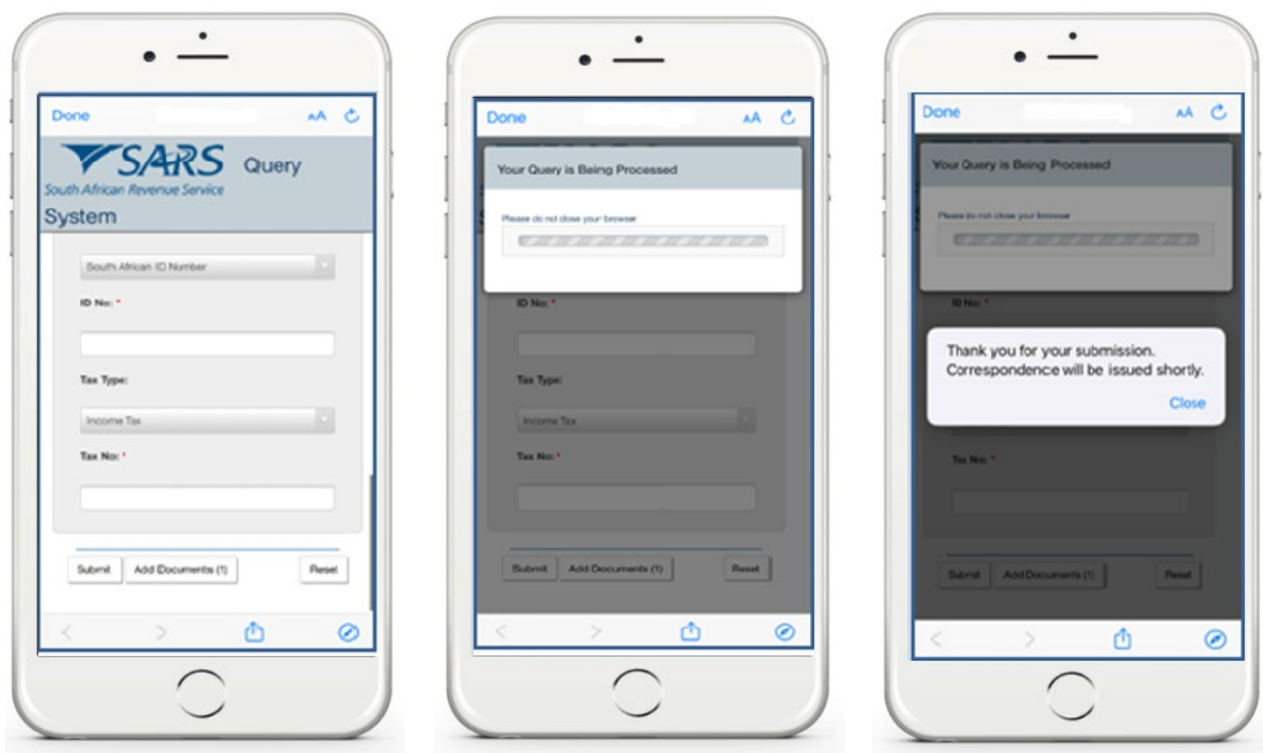 Done
AA
SARS Query
South African Revenue Service
System
South African ID Number
ID No: *
Tax Type:
Income Tax
Tax No: *
Submit Add Documents (1) Reset
Done
AA
Your Query is Being Processed
Please do not close your browser
ID No: *
Tax Type:
Income Tax
Tax No: *
Submit Add Documents (1) Reset
Done
AA
Your Query is Being Processed
Please do not close your browser
ID No: *
Thank you for your submission.
Correspondence will be issued shortly.
Close
Tax No: *
Submit Add Documents (1) Reset